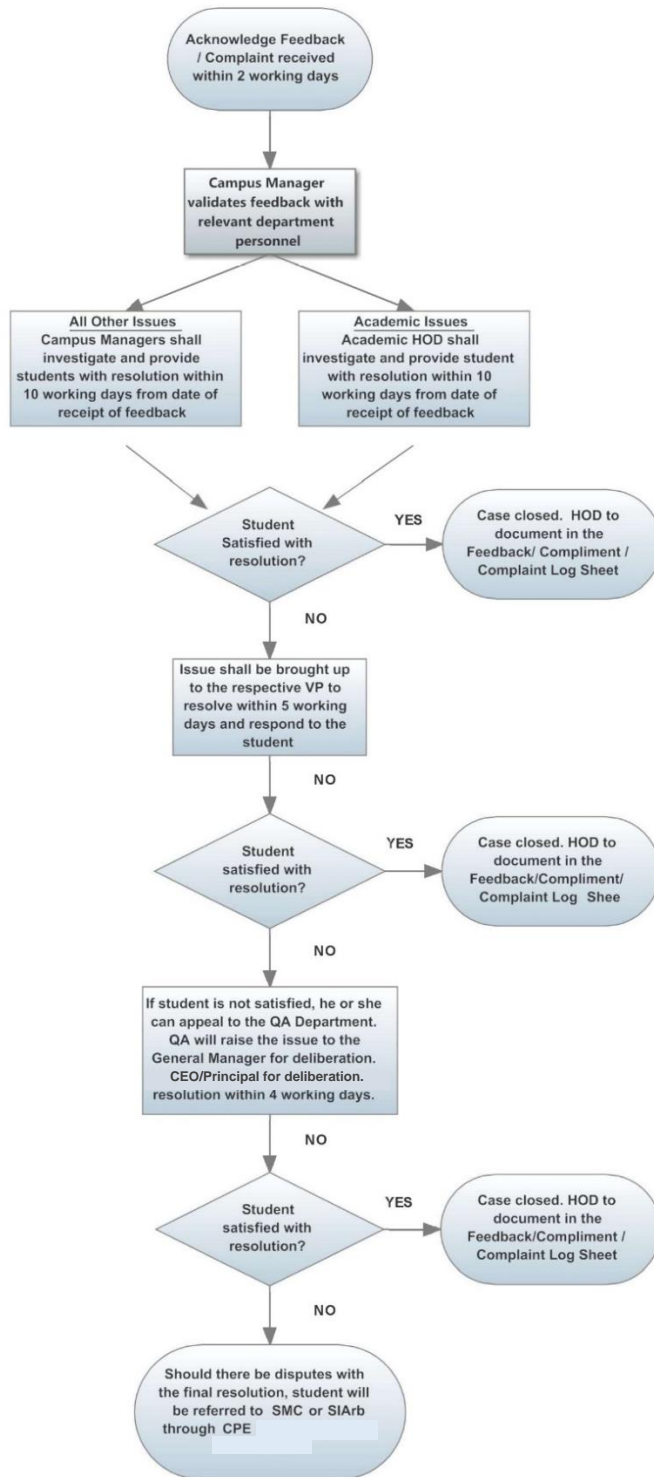 Acknowledge Feedback
/ Complaint received
within 2 working days
Campus Manager
validates feedback with
relevant department
personnel
All Other Issues
Campus Managers shall
investigate and provide
students with resolution within
10 working days from date of
receipt of feedback
Academic Issues
Academic HOD shall
investigate and provide student
with resolution within 10
working days from date of
receipt of feedback
Student
Satisfied with
resolution?
YES
Case closed. HOD to
document in the
Feedback/ Compliment /
Complaint Log Sheet
NO
Issue shall be brought up
to the respective VP to
resolve within 5 working
days and respond to the
student
NO
Student
satisfied with
resolution?
YES
Case closed. HOD to
document in the
Feedback/Compliment/
Complaint Log Shee
NO
If student is not satisfied, he or she
can appeal to the QA Department.
QA will raise the issue to the
General Manager for deliberation.
CEO/Principal for deliberation.
resolution within 4 working days.
NO
Student
satisfied with
resolution?
YES
Case closed. HOD to
document in the
Feedback/Compliment /
Complaint Log Sheet
NO
Should there be disputes with
the final resolution, student will
be referred to SMC or SIArb
through CPE